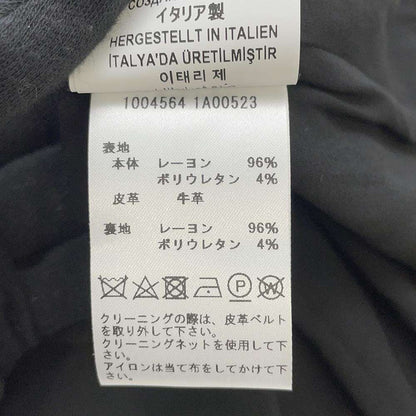 СОЗДАН
イタリア製
HERGESTELLT IN ITALIEN
İTALYA'DA ÜRETİLMİŞTİR
이태리 제
1004564 1A00523
表地
本体 レーヨン 96%
ポリウレタン 4%
皮革 牛革
裏地 レーヨン 96%
ポリウレタン 4%
P
クリーニングの際は、皮革ベルト
を取り外して下さい。
クリーニングネットを使用して下
さい。
アイロンは当て布をしてかけて下
さい。